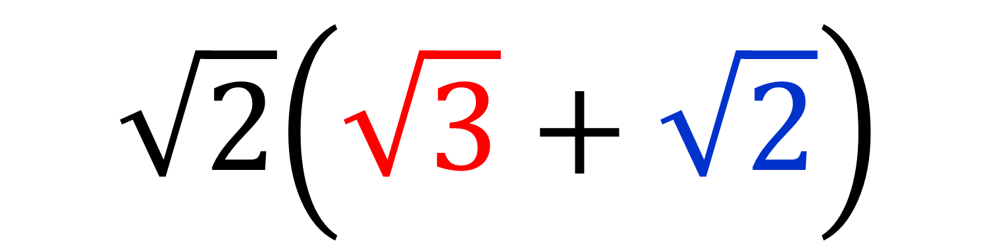 √2(√3 + √2)